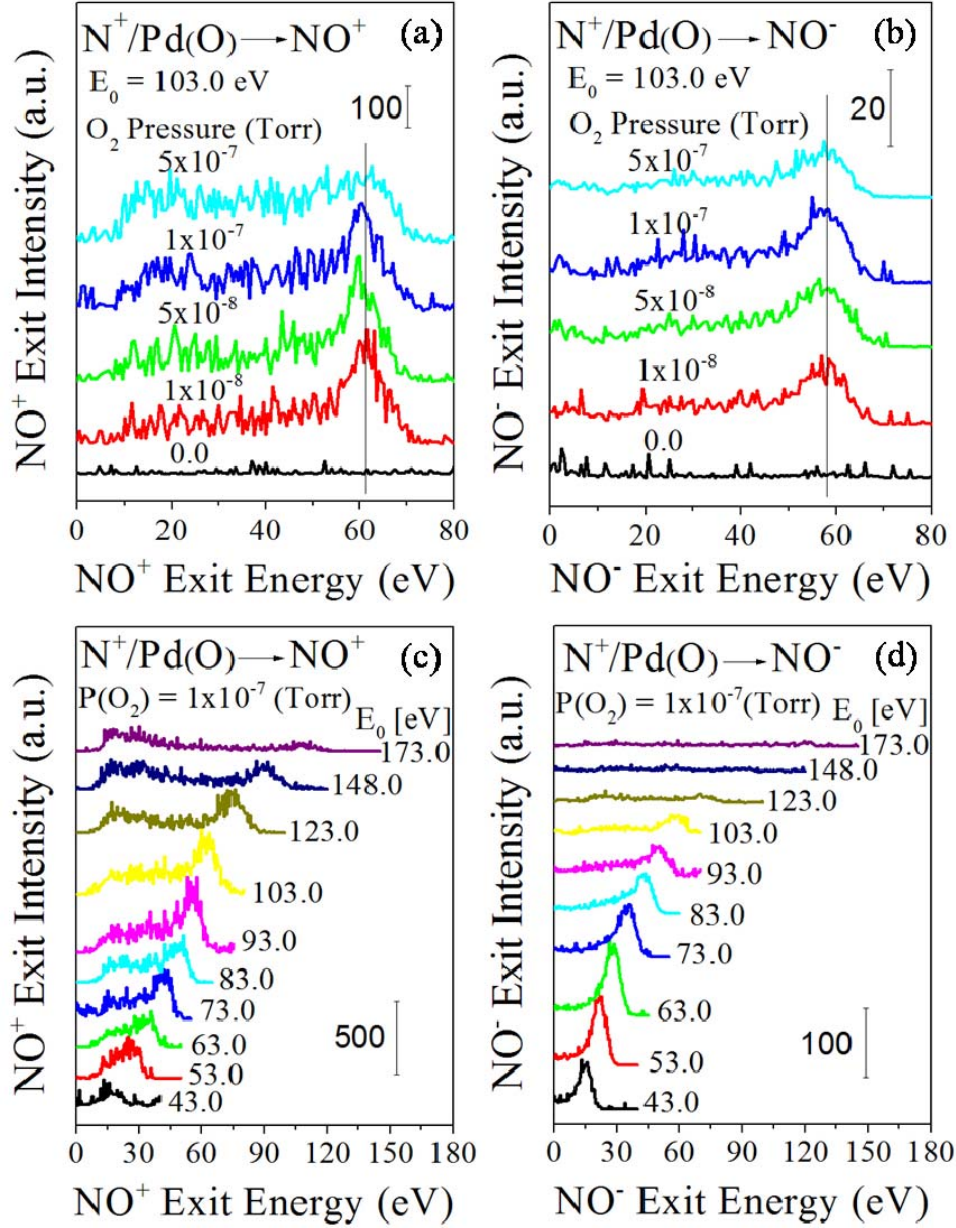 N⁺/Pd(O) → NO⁺ (a)
E₀ = 103.0 eV
100
O₂ Pressure (Torr)
5x10⁻⁷
1x10⁻⁷
5x10⁻⁸
1x10⁻⁸
0.0
NO⁺ Exit Intensity (a.u.)
0 20 40 60 80
NO⁺ Exit Energy (eV)
N⁺/Pd(O) → NO⁻ (b)
E₀ = 103.0 eV
20
O₂ Pressure (Torr)
5x10⁻⁷
1x10⁻⁷
5x10⁻⁸
1x10⁻⁸
0.0
NO⁻ Exit Intensity (a.u.)
0 20 40 60 80
NO⁻ Exit Energy (eV)
N⁺/Pd(O) → NO⁺ (c)
P(O₂) = 1x10⁻⁷ (Torr)
E₀ [eV]
173.0
148.0
123.0
103.0
93.0
83.0
73.0
63.0
53.0
43.0
500
NO⁺ Exit Intensity (a.u.)
0 30 60 90 120 150 180
NO⁺ Exit Energy (eV)
N⁺/Pd(O) → NO⁻ (d)
P(O₂) = 1x10⁻⁷(Torr) E₀ [eV]
173.0
148.0
123.0
103.0
93.0
83.0
73.0
63.0
53.0
43.0
100
NO⁻ Exit Intensity (a.u.)
0 30 60 90 120 150 180
NO⁻ Exit Energy (eV)